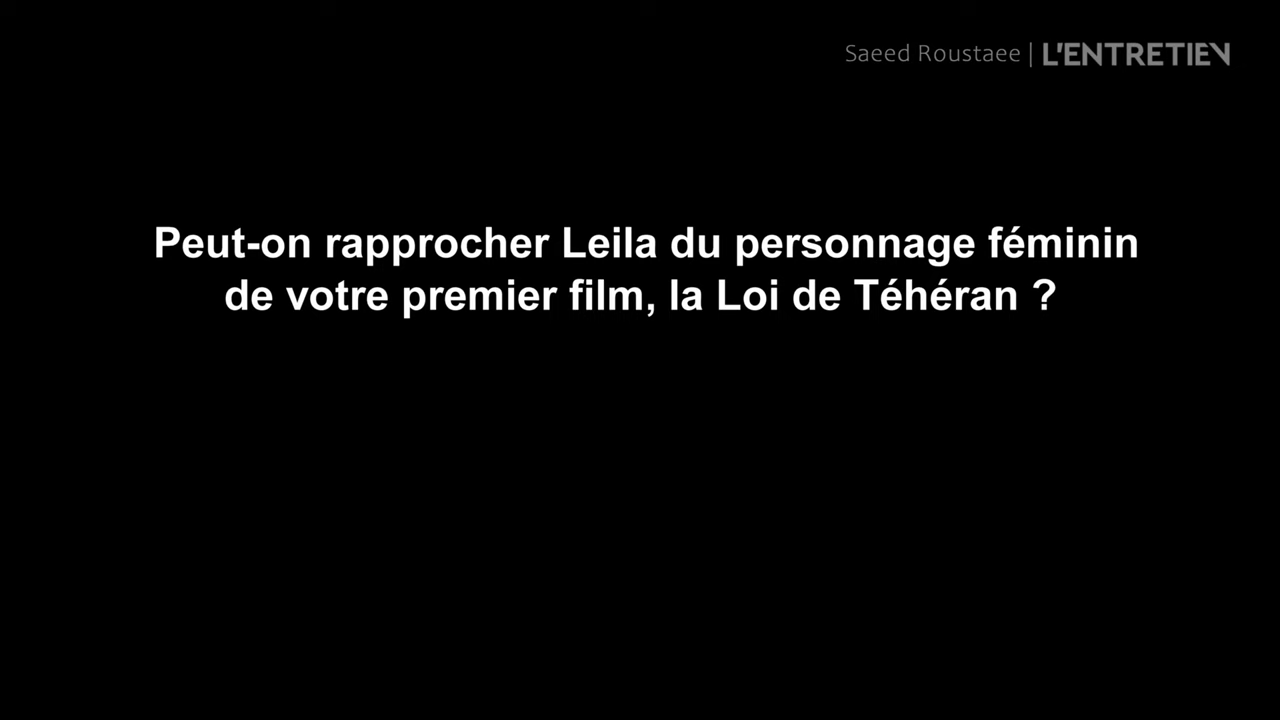 Saeed Roustaee | L'ENTRETIEN
Peut-on rapprocher Leila du personnage féminin
de votre premier film, la Loi de Téhéran ?